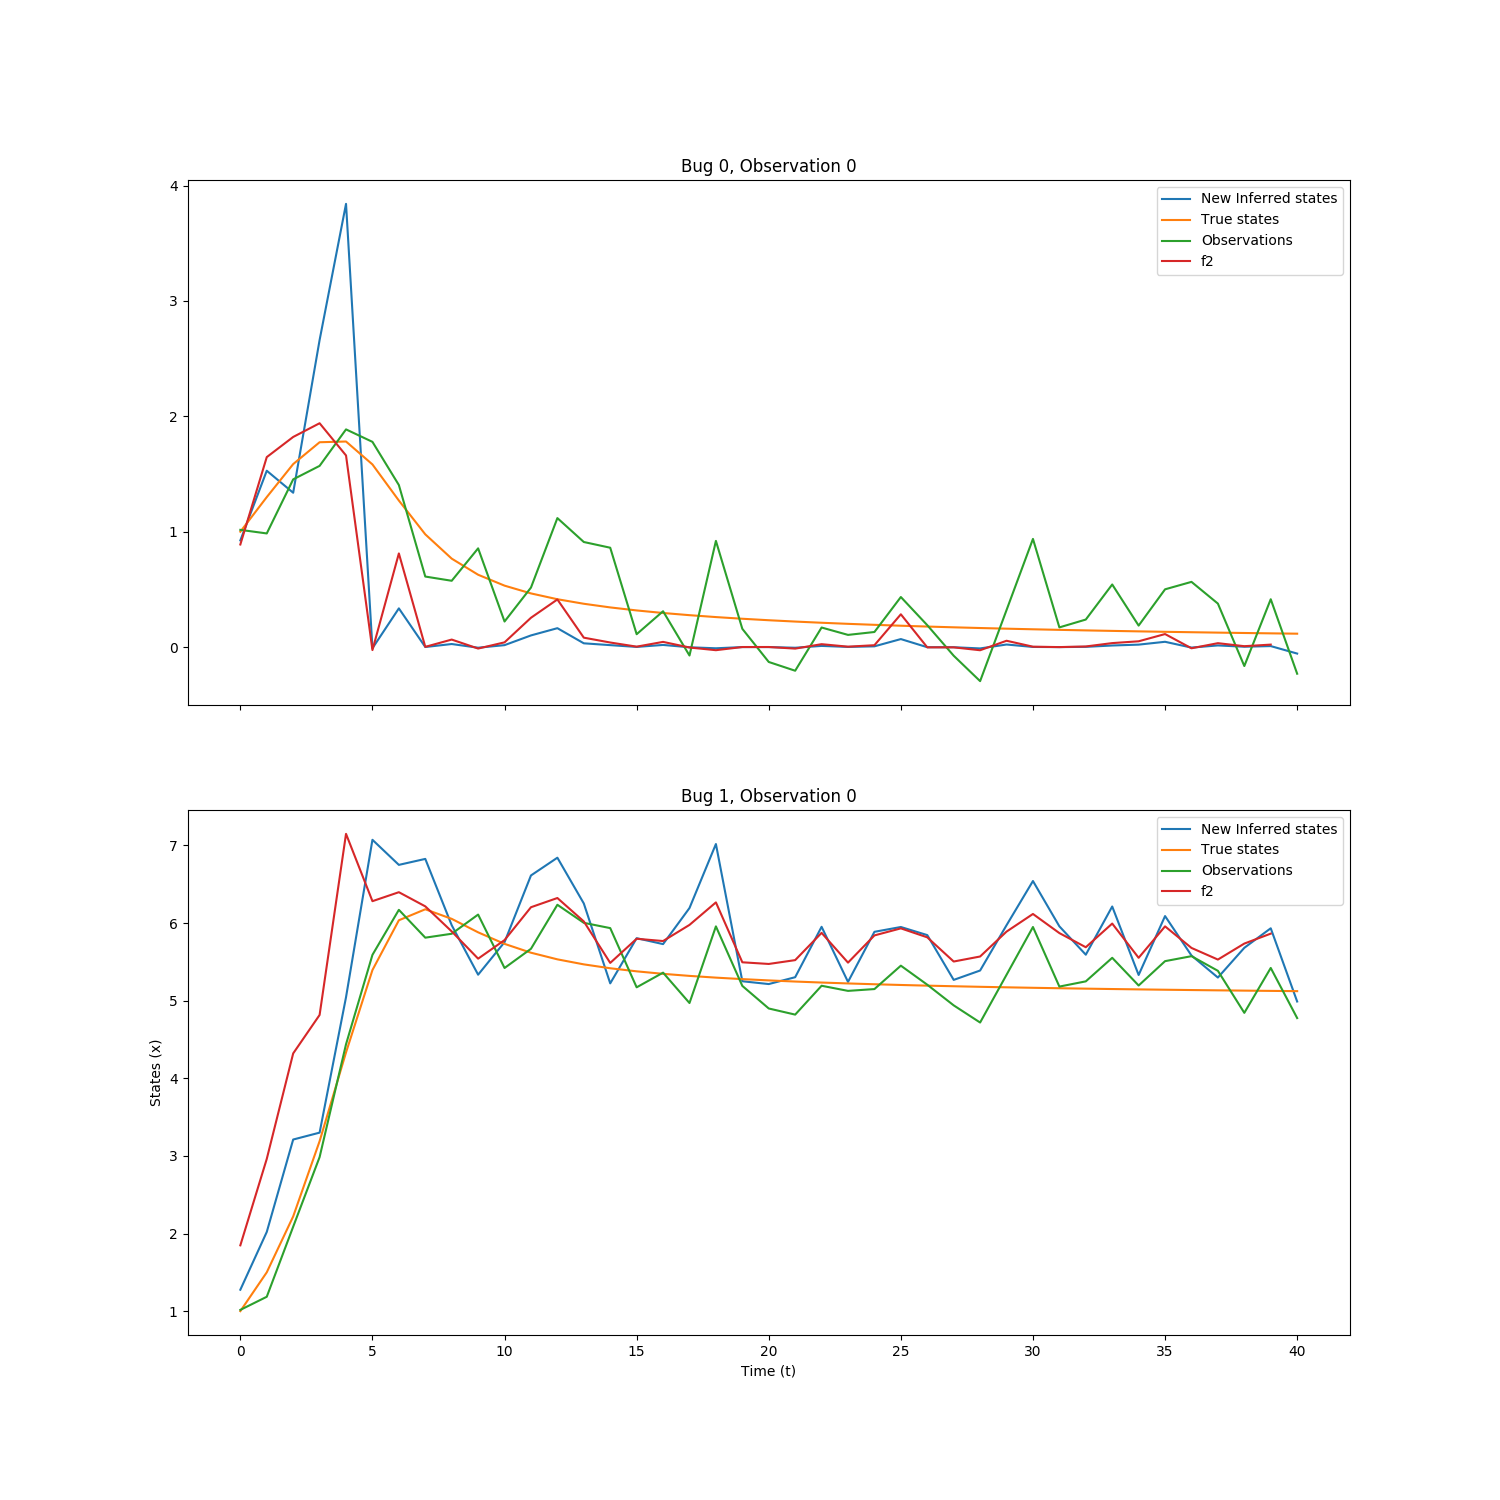 Bug 0, Observation 0
4
3
2
1
0
New Inferred states
True states
Observations
f2
Bug 1, Observation 0
7
6
5
4
3
2
1
States (x)
New Inferred states
True states
Observations
f2
0 5 10 15 20 25 30 35 40
Time (t)